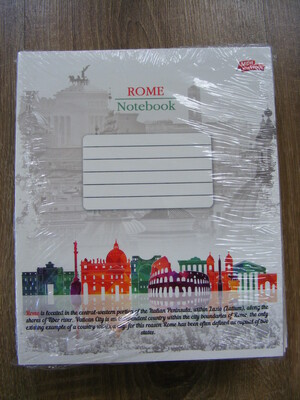 ROME
Notebook
Rome is located in the central-western portion of the Italian Peninsula, within Lazio (Latium), along the
shores of Tiber river. Vatican City is an independent country within the city boundaries of Rome, the only
existing example of a country within a city: for this reason Rome has been often defined as capital of two
states.